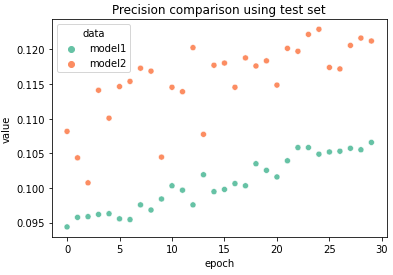 Precision comparison using test set
data
model1
model2
value
0.120
0.115
0.110
0.105
0.100
0.095
0 5 10 15 20 25 30
epoch